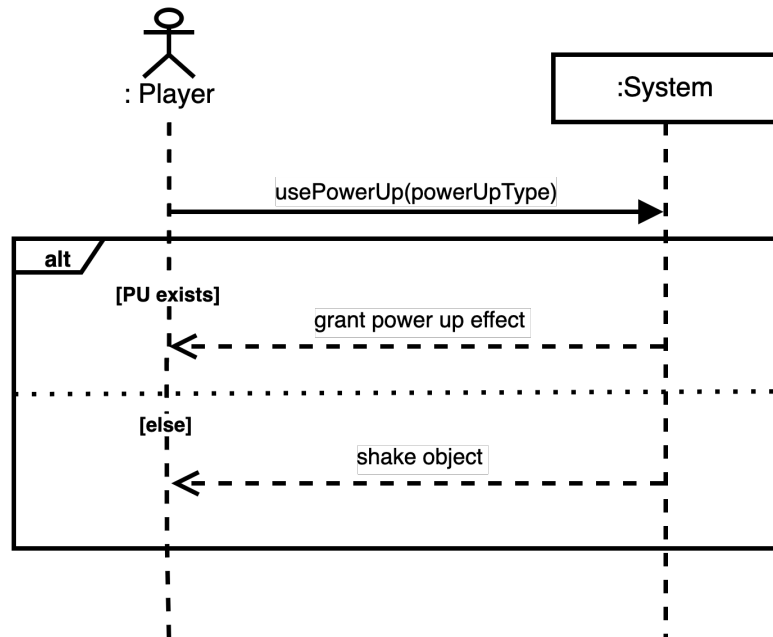 : Player
:System
usePowerUp(powerUpType)
alt
[PU exists]
grant power up effect
[else]
shake object